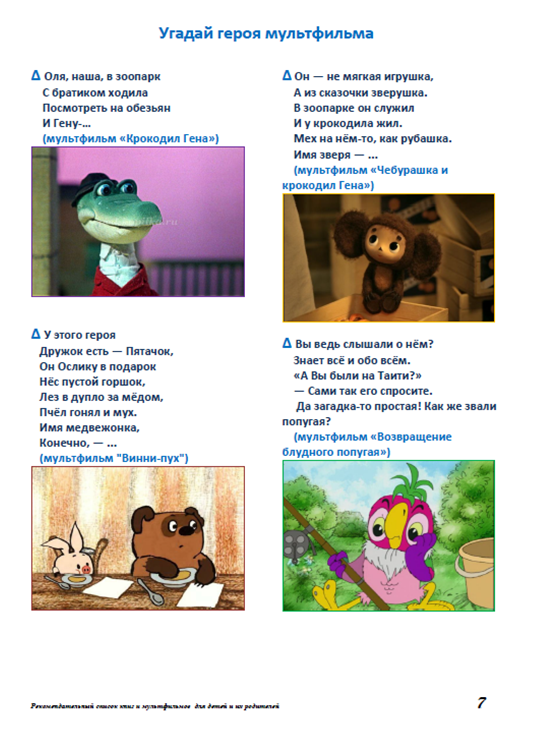 Угадай героя мультфильма
Δ Оля, наша, в зоопарк
С братиком ходила
Посмотреть на обезьян
И Гену-…
(мультфильм «Крокодил Гена»)
Δ У этого героя
Дружок есть — Пятачок,
Он Ослику в подарок
Нёс пустой горшок,
Лез в дупло за мёдом,
Пчёл гонял и мух.
Имя медвежонка,
Конечно, — …
(мультфильм "Винни-пух")
Δ Он — не мягкая игрушка,
А из сказочки зверушка.
В зоопарке он служил
И у крокодила жил.
Мех на нём-то, как рубашка.
Имя зверя — …
(мультфильм «Чебурашка и
крокодил Гена»)
Δ Вы ведь слышали о нём?
Знает всё и обо всём.
«А Вы были на Таити?»
— Сами так его спросите.
Да загадка-то простая! Как же звали
попугая?
(мультфильм «Возвращение
блудного попугая»)
Рекомендательный список книг и мультфильмов для детей и их родителей
7